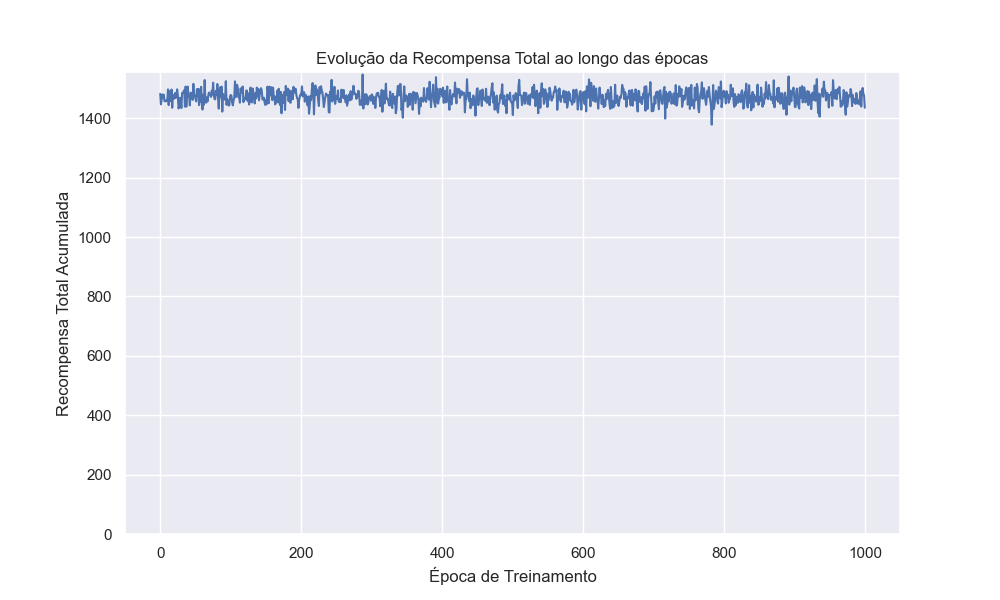 Evolução da Recompensa Total ao longo das épocas
1400
1200
1000
800
600
400
200
0
Recompensa Total Acumulada
0 200 400 600 800 1000
Época de Treinamento